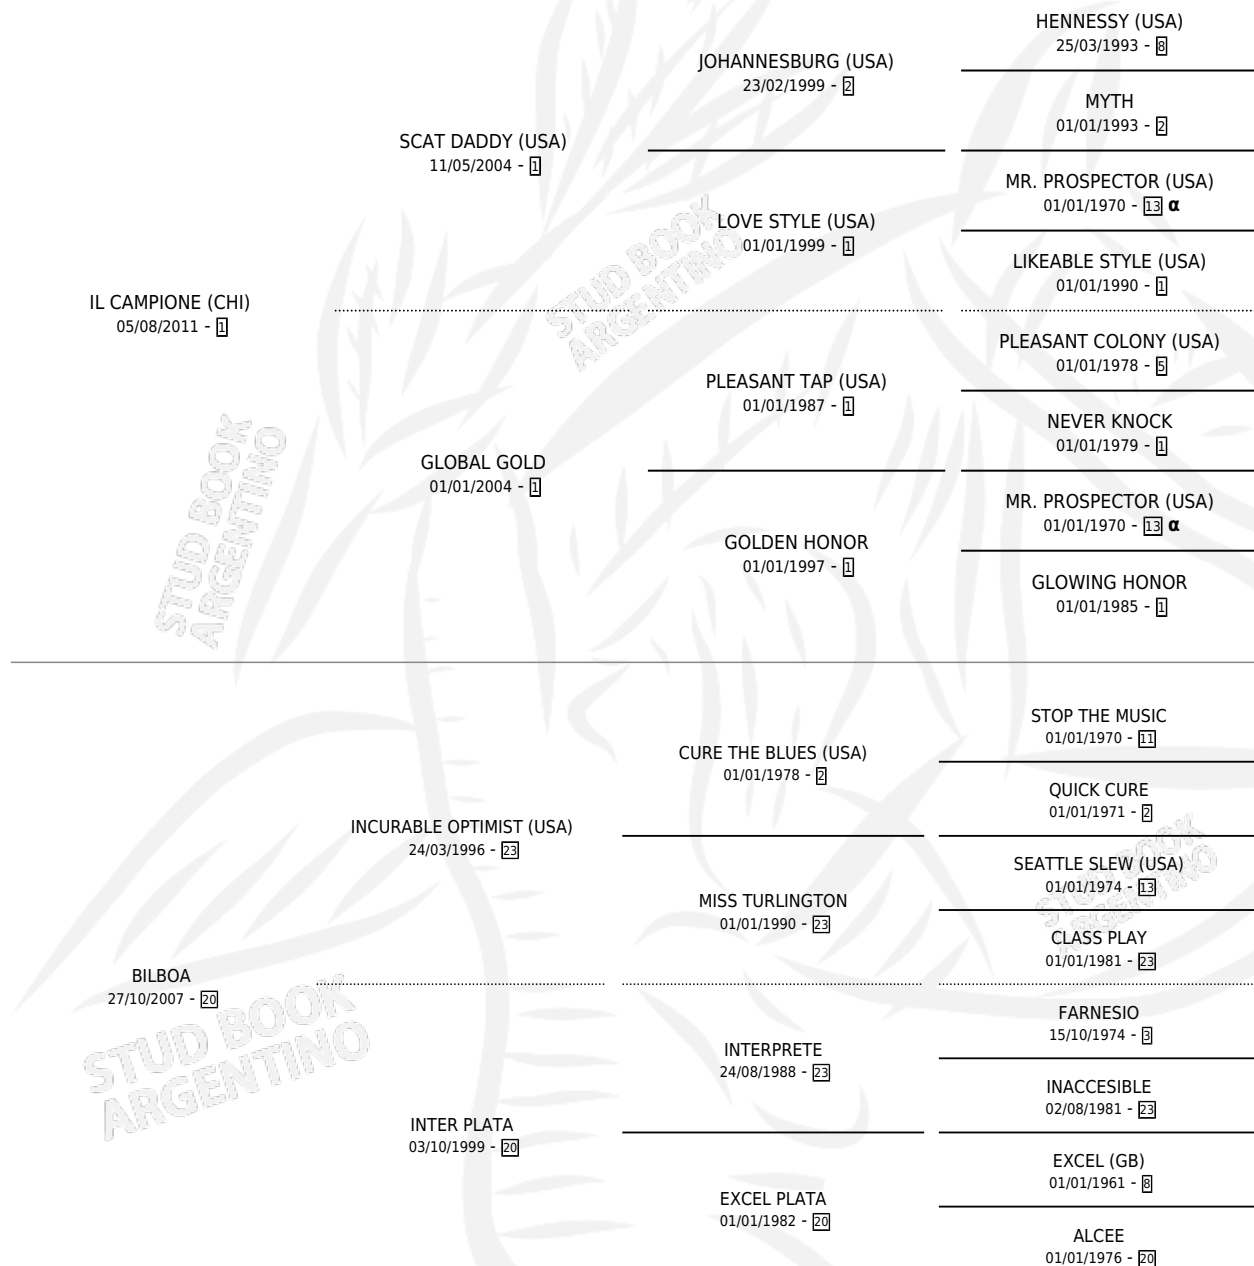 HENNESSY (USA)
25/03/1993 - 8
JOHANNESBURG (USA)
23/02/1999 - 2
MYTH
01/01/1993 - 2
SCAT DADDY (USA)
11/05/2004 - 1
MR. PROSPECTOR (USA)
01/01/1970 - 13 α
LOVE STYLE (USA)
01/01/1999 - 1
LIKEABLE STYLE (USA)
01/01/1990 - 1
IL CAMPIONE (CHI)
05/08/2011 - 1
PLEASANT COLONY (USA)
01/01/1978 - 5
PLEASANT TAP (USA)
01/01/1987 - 1
NEVER KNOCK
01/01/1979 - 1
GLOBAL GOLD
01/01/2004 - 1
MR. PROSPECTOR (USA)
01/01/1970 - 13 α
GOLDEN HONOR
01/01/1997 - 1
GLOWING HONOR
01/01/1985 - 1
STOP THE MUSIC
01/01/1970 - 11
CURE THE BLUES (USA)
01/01/1978 - 2
QUICK CURE
01/01/1971 - 2
INCURABLE OPTIMIST (USA)
24/03/1996 - 23
SEATTLE SLEW (USA)
01/01/1974 - 13
MISS TURLINGTON
01/01/1990 - 23
CLASS PLAY
01/01/1981 - 23
BILBOA
27/10/2007 - 20
FARNESIO
15/10/1974 - 3
INTERPRETE
24/08/1988 - 23
INACCESIBLE
02/08/1981 - 23
INTER PLATA
03/10/1999 - 20
EXCEL (GB)
01/01/1961 - 8
EXCEL PLATA
01/01/1982 - 20
ALCEE
01/01/1976 - 20
STUD BOOK
ARGENTINO
STUD BOOK
ARGENTINO
STUD BOOK
ARGENTINO
STUD BOOK
ARGENTINO